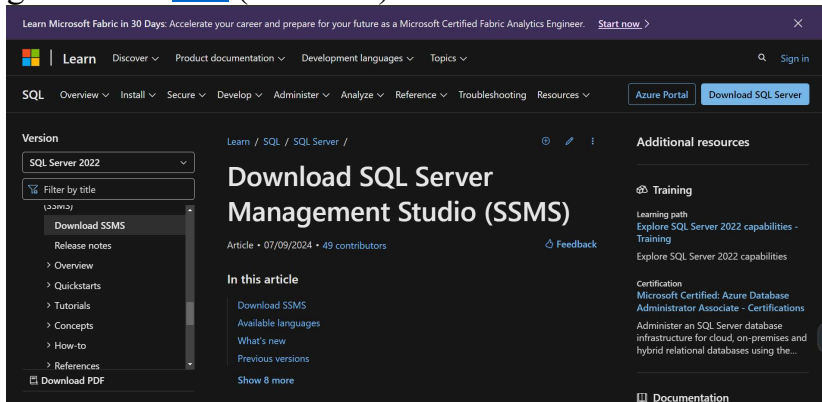 Learn Microsoft Fabric in 30 Days: Accelerate your career and prepare for your future as a Microsoft Certified Fabric Analytics Engineer. Start now >
Learn Discover Product documentation Development languages Topics Sign in
SQL Overview Install Secure Develop Administer Analyze Reference Troubleshooting Resources Azure Portal Download SQL Server
Version
SQL Server 2022
Filter by title
(SSMS)
Download SSMS
Release notes
Overview
Quickstarts
Tutorials
Concepts
How-to
References
Download PDF
Learn / SQL / SQL Server /
Download SQL Server
Management Studio (SSMS)
Article • 07/09/2024 • 49 contributors
Feedback
In this article
Download SSMS
Available languages
What's new
Previous versions
Show 8 more
Additional resources
Training
Learning path
Explore SQL Server 2022 capabilities -
Training
Explore SQL Server 2022 capabilities
Certification
Microsoft Certified: Azure Database
Administrator Associate - Certifications
Administer an SQL Server database
infrastructure for cloud, on-premises and
hybrid relational databases using the...
Documentation